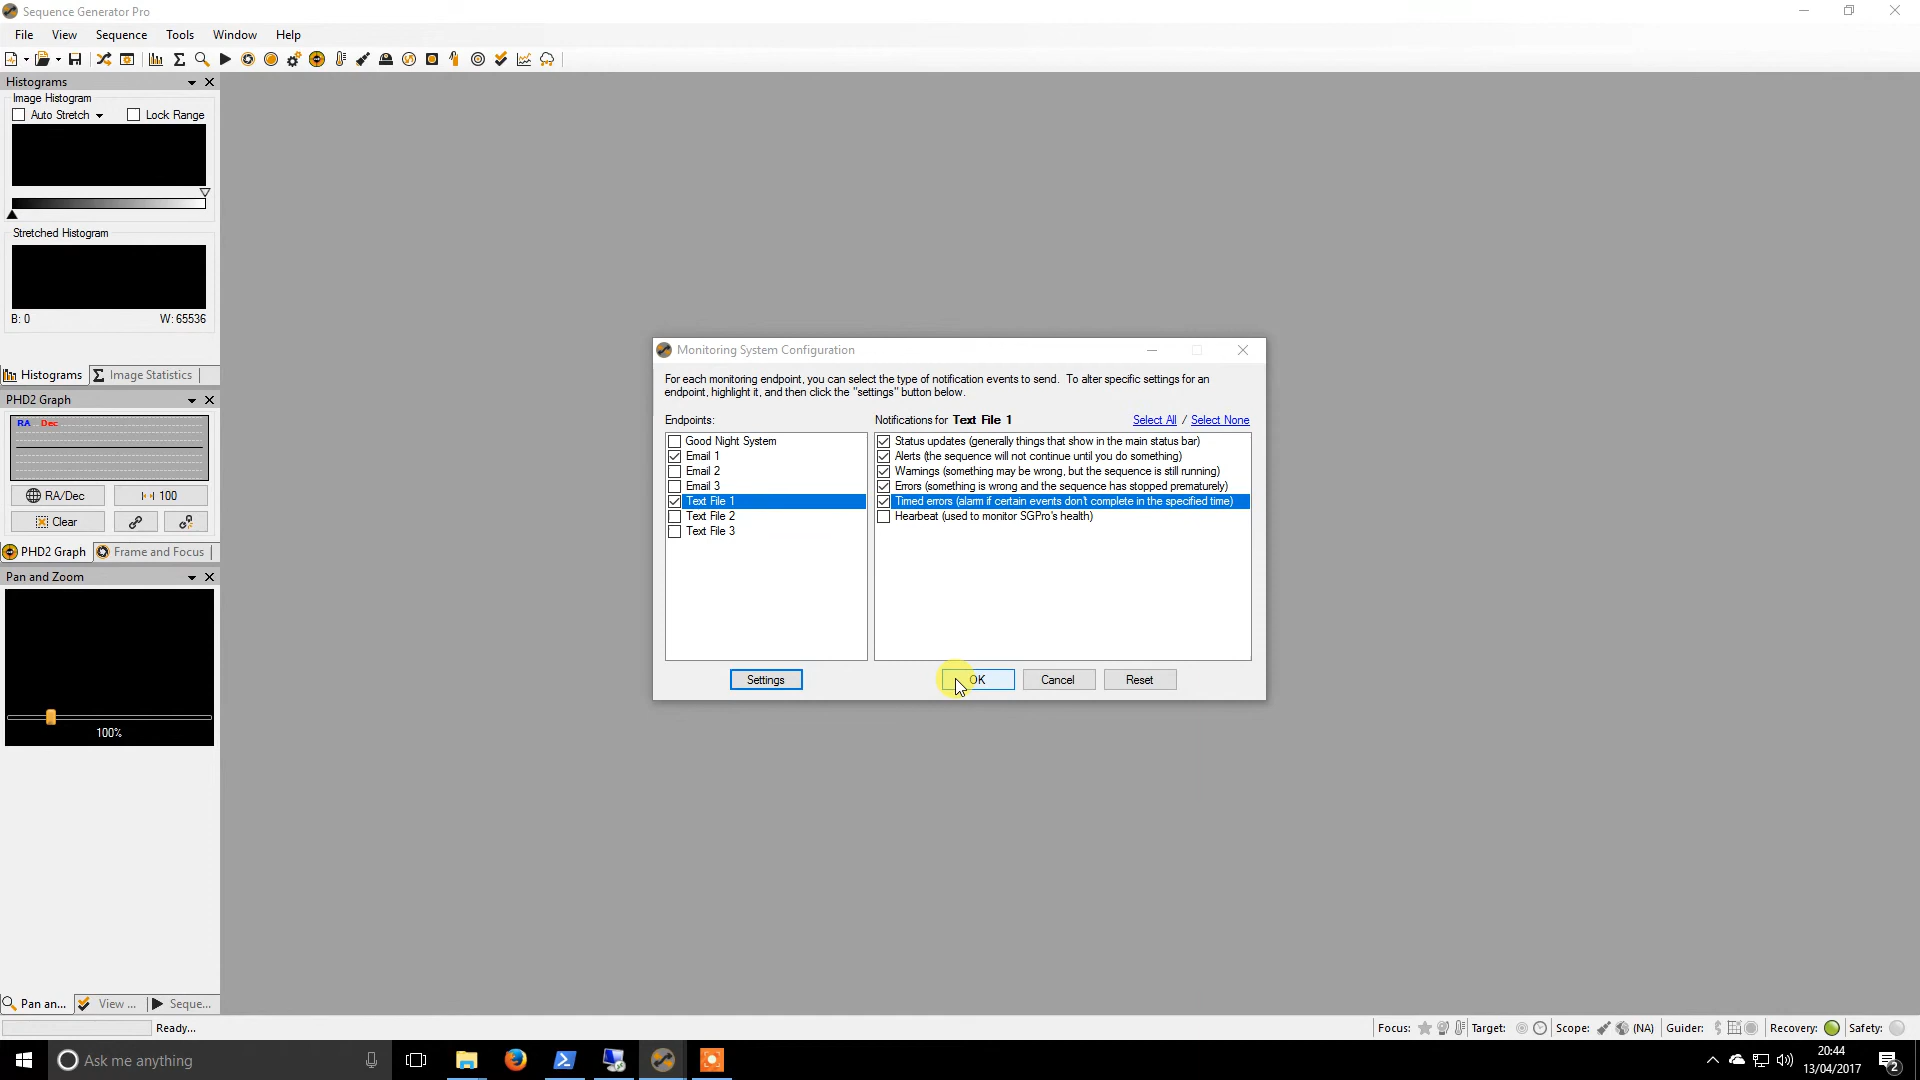 Sequence Generator Pro
File View Sequence Tools Window Help
Histograms
Image Histogram
Auto Stretch Lock Range
Stretched Histogram
B: 0 W: 65536
Histograms Image Statistics
PHD2 Graph
RA Dec
RA/Dec 100
Clear
PHD2 Graph Frame and Focus
Pan and Zoom
100%
Pan an... View ... Seque...
Monitoring System Configuration
For each monitoring endpoint, you can select the type of notification events to send. To alter specific settings for an
endpoint, highlight it, and then click the "settings" button below.
Endpoints:
Good Night System
Email 1
Email 2
Email 3
Text File 1
Text File 2
Text File 3
Settings
Notifications for Text File 1 Select All / Select None
Status updates (generally things that show in the main status bar)
Alerts (the sequence will not continue until you do something)
Warnings (something may be wrong, but the sequence is still running)
Errors (something is wrong and the sequence has stopped prematurely)
Timed errors (alarm if certain events don't complete in the specified time)
Hearbeat (used to monitor SGPro's health)
OK Cancel Reset
Ready... Focus: Target: Scope: (NA) Guider: Recovery: Safety:
Ask me anything
20:44
13/04/2017
2